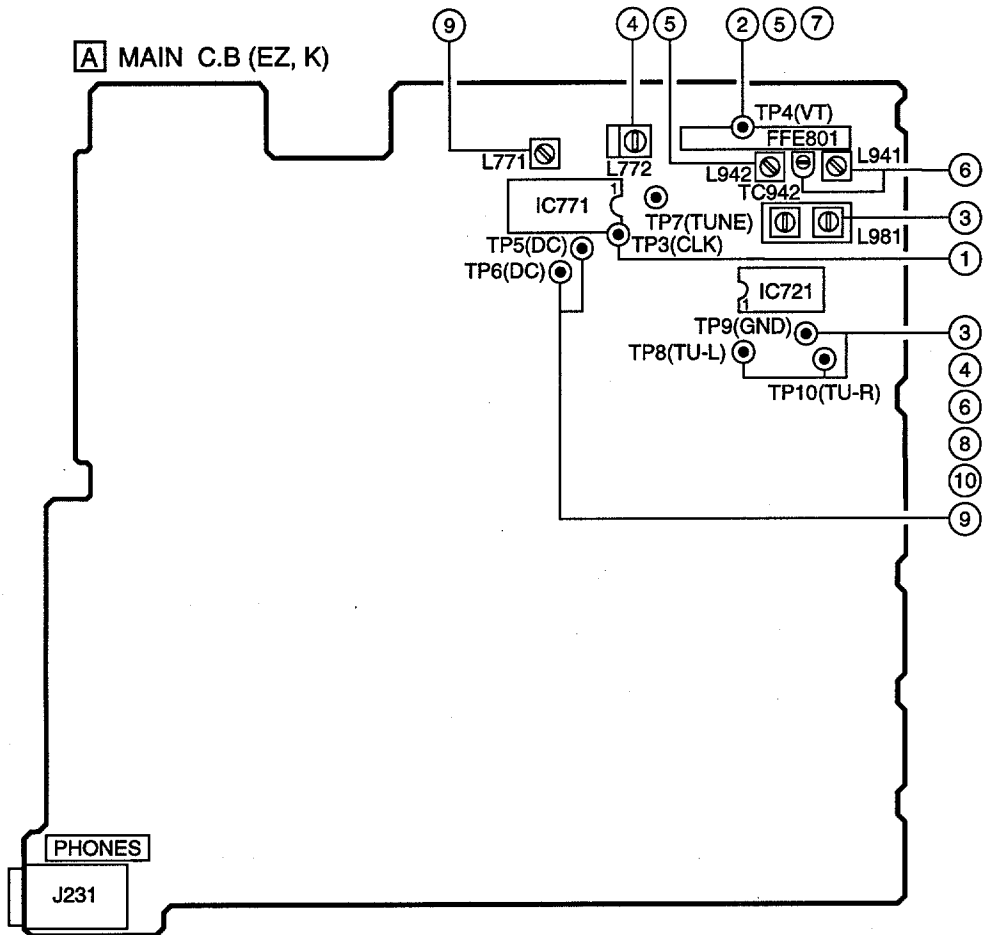 ⑨ ④ ⑤ ② ⑤ ⑦
A MAIN C.B (EZ, K)
TP4(VT)
FFE801
L771
L772
L942
L941
TC942
⑥
IC771
1
TP7(TUNE)
③
L981
TP5(DC)
TP3(CLK)
①
TP6(DC)
IC721
1
TP9(GND)
③
TP8(TU-L)
④
TP10(TU-R)
⑥
⑧
⑩
⑨
PHONES
J231